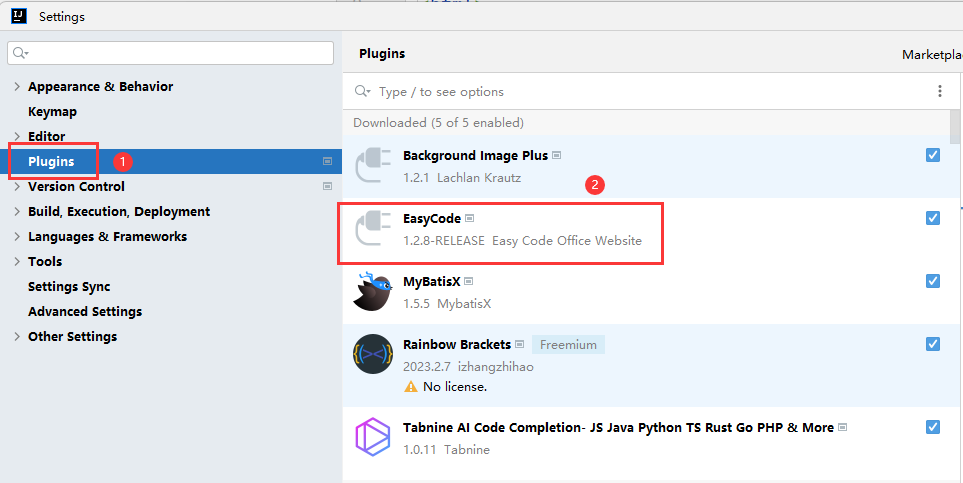 Settings
Appearance & Behavior
Keymap
Editor
Plugins
1
Version Control
Build, Execution, Deployment
Languages & Frameworks
Tools
Settings Sync
Advanced Settings
Other Settings
Plugins
Marketpla
Type / to see options
Downloaded (5 of 5 enabled)
Background Image Plus
1.2.1 Lachlan Krautz
2
EasyCode
1.2.8-RELEASE Easy Code Office Website
MyBatisX
1.5.5 MybatisX
Rainbow Brackets Freemium
2023.2.7 izhangzhihao
No license.
Tabnine AI Code Completion- JS Java Python TS Rust Go PHP & More
1.0.11 Tabnine